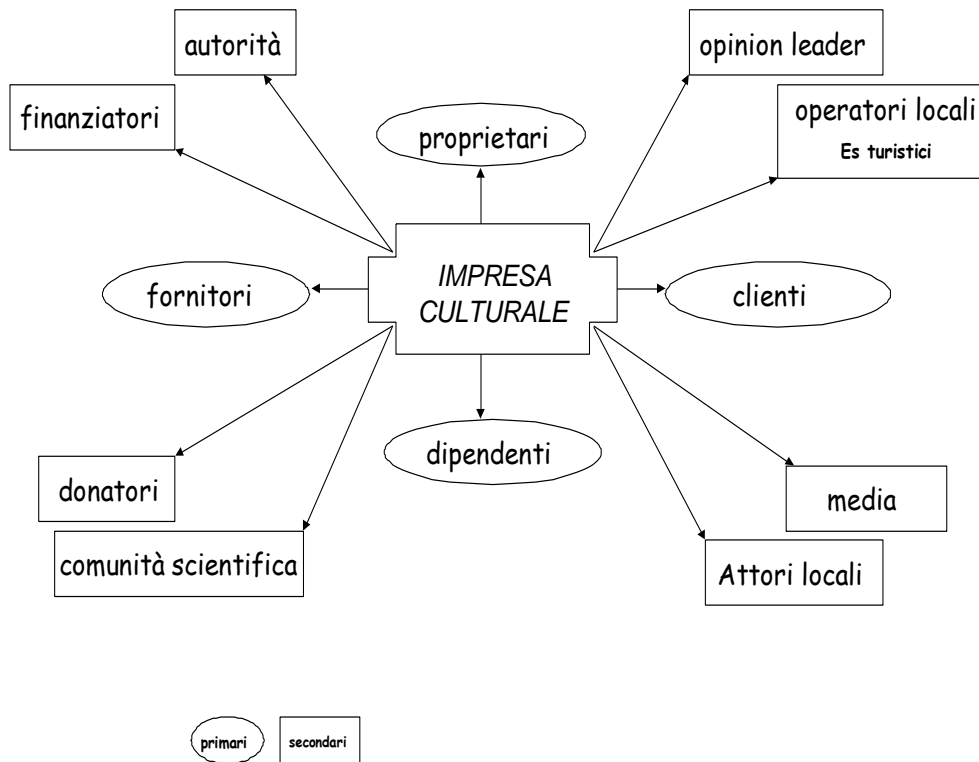 autorità
opinion leader
finanziatori
operatori locali
Es turistici
proprietari
fornitori
IMPRESA
CULTURALE
clienti
dipendenti
donatori
media
comunità scientifica
Attori locali
primari
secondari